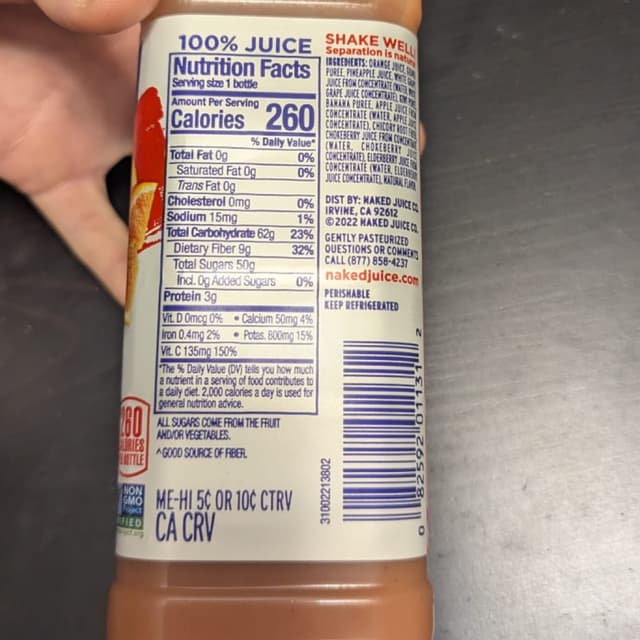 100% JUICE
Nutrition Facts
Serving size 1 bottle
Amount Per Serving
Calories 260
% Daily Value*
Total Fat 0g 0%
Saturated Fat 0g 0%
Trans Fat 0g
Cholesterol 0mg 0%
Sodium 15mg 1%
Total Carbohydrate 62g 23%
Dietary Fiber 9g 32%
Total Sugars 50g
Incl. 0g Added Sugars 0%
Protein 3g
Vit. D 0mcg 0% • Calcium 50mg 4%
Iron 0.4mg 2% • Potas. 800mg 15%
Vit. C 135mg 150%
*The % Daily Value (DV) tells you how much
a nutrient in a serving of food contributes to
a daily diet. 2,000 calories a day is used for
general nutrition advice.
ALL SUGARS COME FROM THE FRUIT
AND/OR VEGETABLES.
^GOOD SOURCE OF FIBER.
ME-HI 5¢ OR 10¢ CTRV
CA CRV
SHAKE WELL
Separation is
INGREDIENTS: ORANGE JUICE,
PUREE, PINEAPPLE JUICE, WHITE
JUICE FROM CONCENTRATE
GRAPE JUICE CONCENTRATE),
BANANA PUREE, APPLE JUICE FROM
CONCENTRATE (WATER, APPLE
CONCENTRATE), CHICORY ROOT
CHOKEBERRY JUICE FROM
(WATER, CHOKEBERRY
CONCENTRATE), ELDERBERRY JUICE FROM
CONCENTRATE (WATER,
JUICE CONCENTRATE), NATURAL
DIST BY: NAKED JUICE CO.
IRVINE, CA 92612
©2022 NAKED JUICE CO.
GENTLY PASTEURIZED
QUESTIONS OR COMMENTS
CALL (877) 858-4237
nakedjuice.com
PERISHABLE
KEEP REFRIGERATED
31002213802
0 82592 01131 2
260
NON
GMO